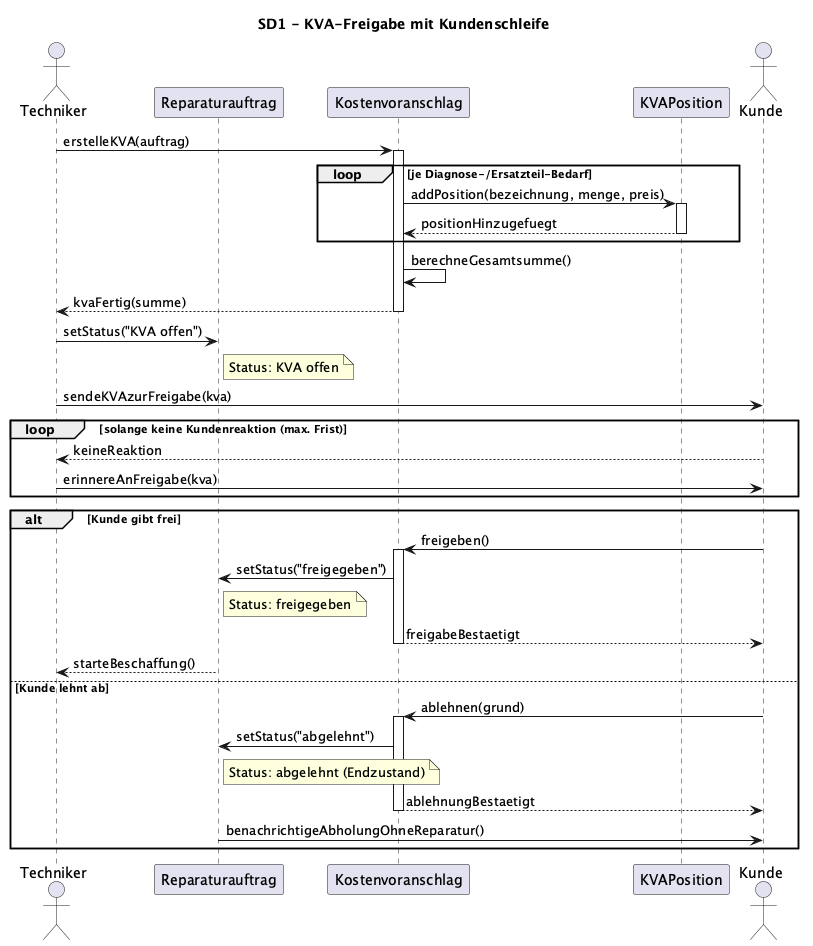 SD1 - KVA-Freigabe mit Kundenschleife
Techniker
Reparaturauftrag
Kostenvoranschlag
KVAPosition
Kunde
erstelleKVA(auftrag)
loop
[je Diagnose-/Ersatzteil-Bedarf]
addPosition(bezeichnung, menge, preis)
positionHinzugefuegt
berechneGesamtsumme()
kvaFertig(summe)
setStatus("KVA offen")
Status: KVA offen
sendeKVAzurFreigabe(kva)
loop
[solange keine Kundenreaktion (max. Frist)]
keineReaktion
erinnereAnFreigabe(kva)
alt
[Kunde gibt frei]
freigeben()
setStatus("freigegeben")
Status: freigegeben
freigabeBestaetigt
starteBeschaffung()
[Kunde lehnt ab]
ablehnen(grund)
setStatus("abgelehnt")
Status: abgelehnt (Endzustand)
ablehnungBestaetigt
benachrichtigeAbholungOhneReparatur()
Techniker
Reparaturauftrag
Kostenvoranschlag
KVAPosition
Kunde